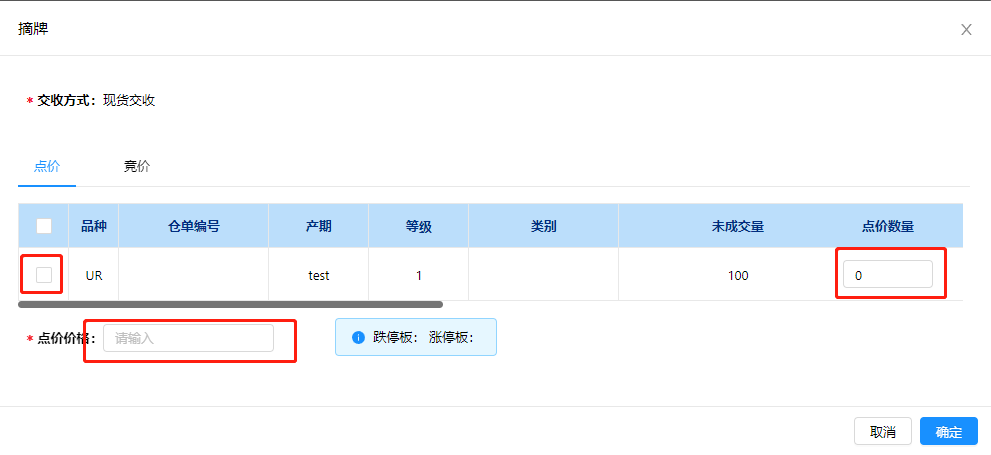 摘牌
* 交收方式： 现货交收
点价 竞价
品种 仓单编号 产期 等级 类别 未成交量 点价数量
UR test 1 100 0
* 点价价格： 请输入 跌停板： 涨停板：
取消 确定